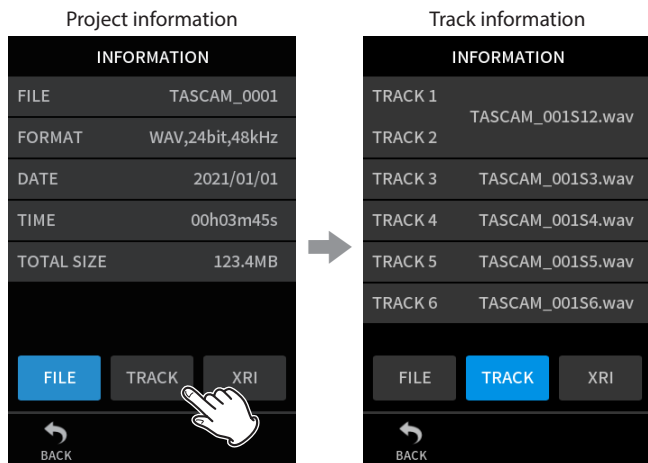 Project information
INFORMATION
FILE TASCAM_0001
FORMAT WAV,24bit,48kHz
DATE 2021/01/01
TIME 00h03m45s
TOTAL SIZE 123.4MB
FILE TRACK XRI
BACK
Track information
INFORMATION
TRACK 1
TASCAM_001S12.wav
TRACK 2
TRACK 3 TASCAM_001S3.wav
TRACK 4 TASCAM_001S4.wav
TRACK 5 TASCAM_001S5.wav
TRACK 6 TASCAM_001S6.wav
FILE TRACK XRI
BACK